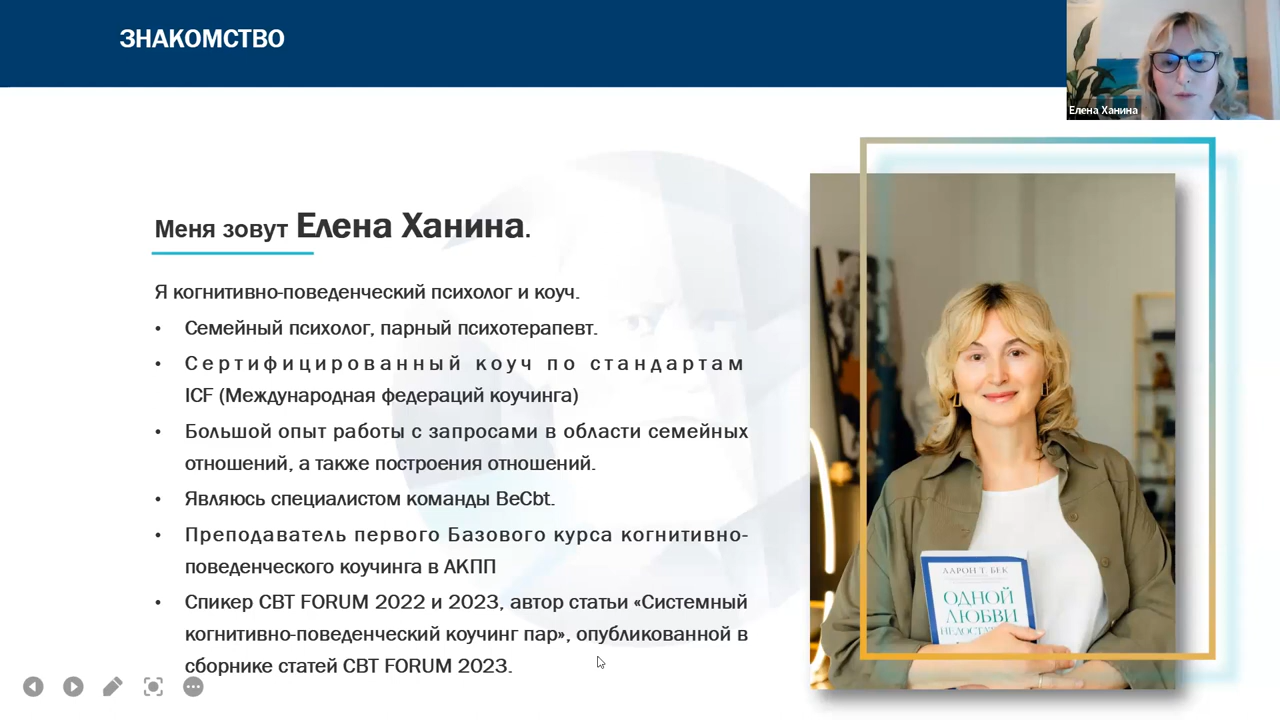 ЗНАКОМСТВО
Елена Ханина
Меня зовут Елена Ханина.
Я когнитивно-поведенческий психолог и коуч.
• Семейный психолог, парный психотерапевт.
• Сертифицированный коуч по стандартам
ICF (Международная федераций коучинга)
• Большой опыт работы с запросами в области семейных
отношений, а также построения отношений.
• Являюсь специалистом команды BeCbt.
• Преподаватель первого Базового курса когнитивно-
поведенческого коучинга в АКПП
• Спикер CBT FORUM 2022 и 2023, автор статьи «Системный
когнитивно-поведенческий коучинг пар», опубликованной в
сборнике статей CBT FORUM 2023.
ААРОН Т. БЕК
ОДНОЙ
ЛЮБВИ